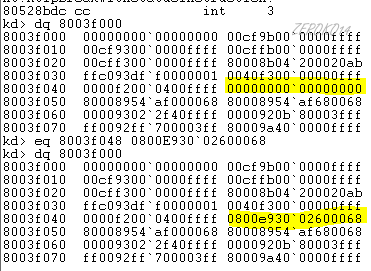 80528bdc cc                 int     3
kd> dq 8003f000
8003f000  00000000`00000000 00cf9b00`0000ffff
8003f010  00cf9300`0000ffff 00cffb00`0000ffff
8003f020  00cff300`0000ffff 80008b04`200020ab
8003f030  ffc093df`f0000001 0040f300`0000ffff
8003f040  0000f200`0400ffff 00000000`00000000
8003f050  80008954`af000068 80008954`af680068
8003f060  00009302`2f40ffff 0000920b`80003fff
8003f070  ff0092ff`700003ff 80009a40`0000ffff
kd> eq 8003f048 0800E930`02600068
kd> dq 8003f000
8003f000  00000000`00000000 00cf9b00`0000ffff
8003f010  00cf9300`0000ffff 00cffb00`0000ffff
8003f020  00cff300`0000ffff 80008b04`200020ab
8003f030  ffc093df`f0000001 0040f300`0000ffff
8003f040  0000f200`0400ffff 0800e930`02600068
8003f050  80008954`af000068 80008954`af680068
8003f060  00009302`2f40ffff 0000920b`80003fff
8003f070  ff0092ff`700003ff 80009a40`0000ffff